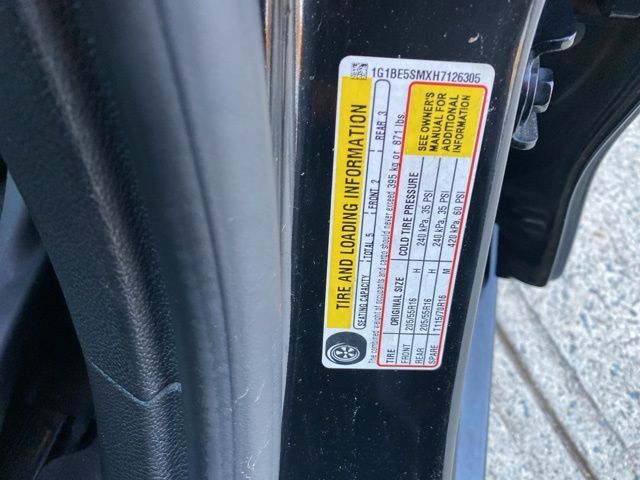 1G1BE5SMXH7126305
TIRE AND LOADING INFORMATION
SEATING CAPACITY TOTAL 5 FRONT 2 REAR 3
The combined weight of occupants and cargo should never exceed 395 kg or 871 lbs
TIRE ORIGINAL SIZE COLD TIRE PRESSURE
FRONT 205/55R16 H 240 kPa, 35 PSI
REAR 205/55R16 H 240 kPa, 35 PSI
SPARE T115/70R16 M 420 kPa, 60 PSI
SEE OWNER'S
MANUAL FOR
ADDITIONAL
INFORMATION